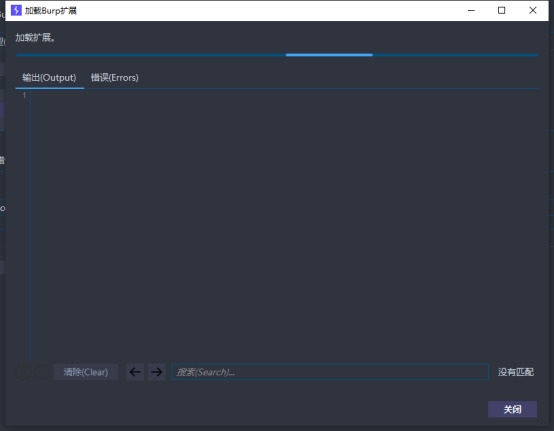 加载Burp扩展
加载扩展。
输出(Output) 错误(Errors)
1
清除(Clear) 搜索(Search)... 没有匹配
关闭